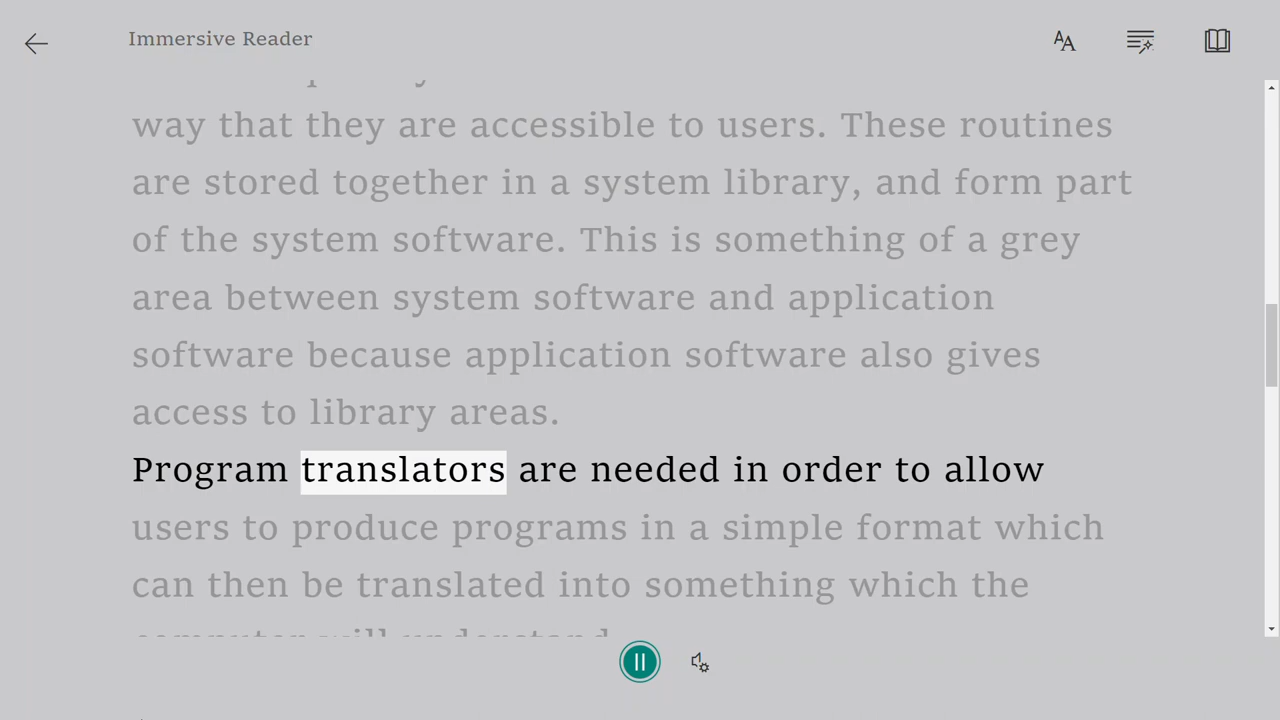 Immersive Reader
way that they are accessible to users. These routines
are stored together in a system library, and form part
of the system software. This is something of a grey
area between system software and application
software because application software also gives
access to library areas.
Program translators are needed in order to allow
users to produce programs in a simple format which
can then be translated into something which the
computer will understand.